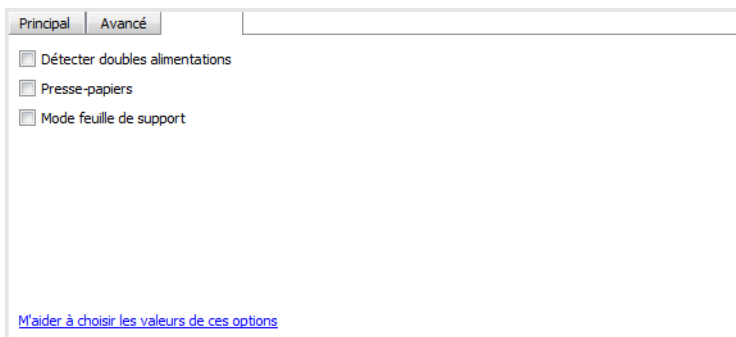 Principal Avancé
Détecter doubles alimentations
Presse-papiers
Mode feuille de support
M'aider à choisir les valeurs de ces options